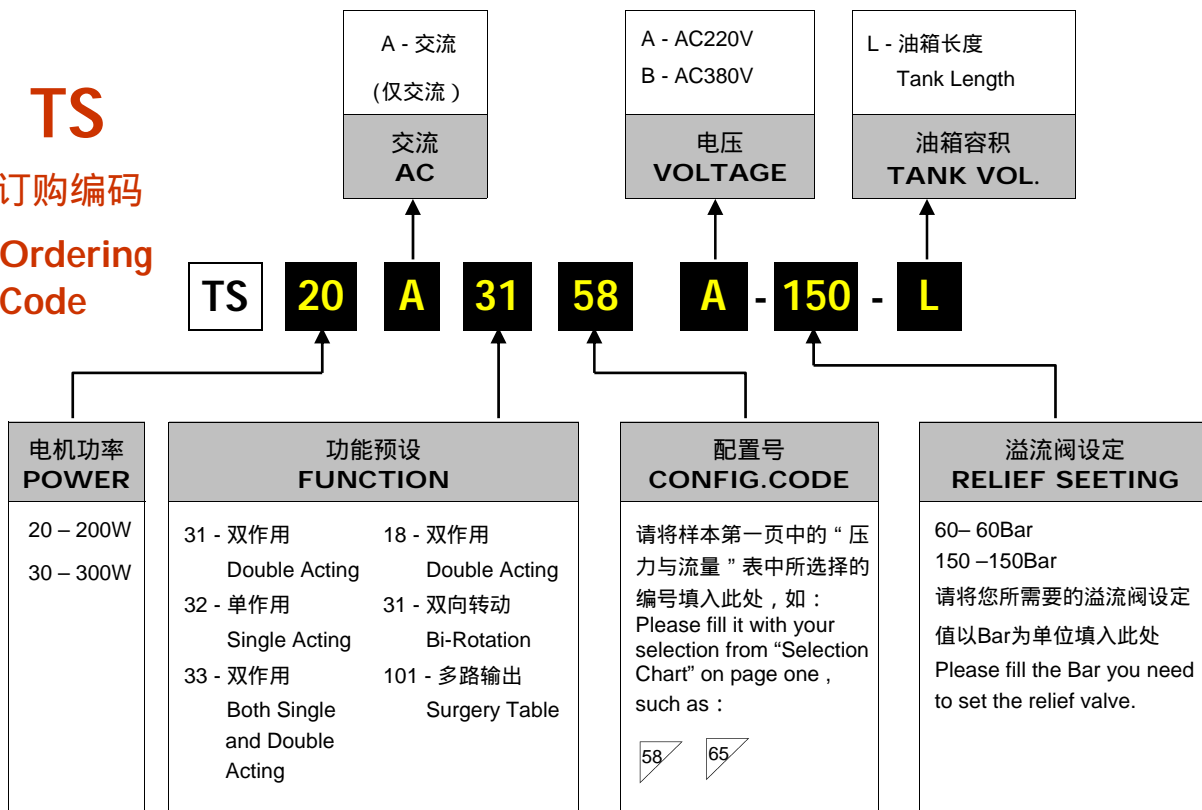 TS
订购编码
Ordering
Code
A - 交流
(仅交流 )
交流
AC
A - AC220V
B - AC380V
电压
VOLTAGE
L - 油箱长度
Tank Length
油箱容积
TANK VOL.
TS 20 A 31 58 A - 150 - L
电机功率
POWER
20 – 200W
30 – 300W
功能预设
FUNCTION
31 - 双作用
Double Acting
32 - 单作用
Single Acting
33 - 双作用
Both Single
and Double
Acting
18 - 双作用
Double Acting
31 - 双向转动
Bi-Rotation
101 - 多路输出
Surgery Table
配置号
CONFIG.CODE
请将样本第一页中的 “ 压
力与流量 ” 表中所选择的
编号填入此处 , 如 :
Please fill it with your
selection from “Selection
Chart” on page one ,
such as :
58 65
溢流阀设定
RELIEF SEETING
60– 60Bar
150 –150Bar
请将您所需要的溢流阀设定
值以Bar为单位填入此处
Please fill the Bar you need
to set the relief valve.